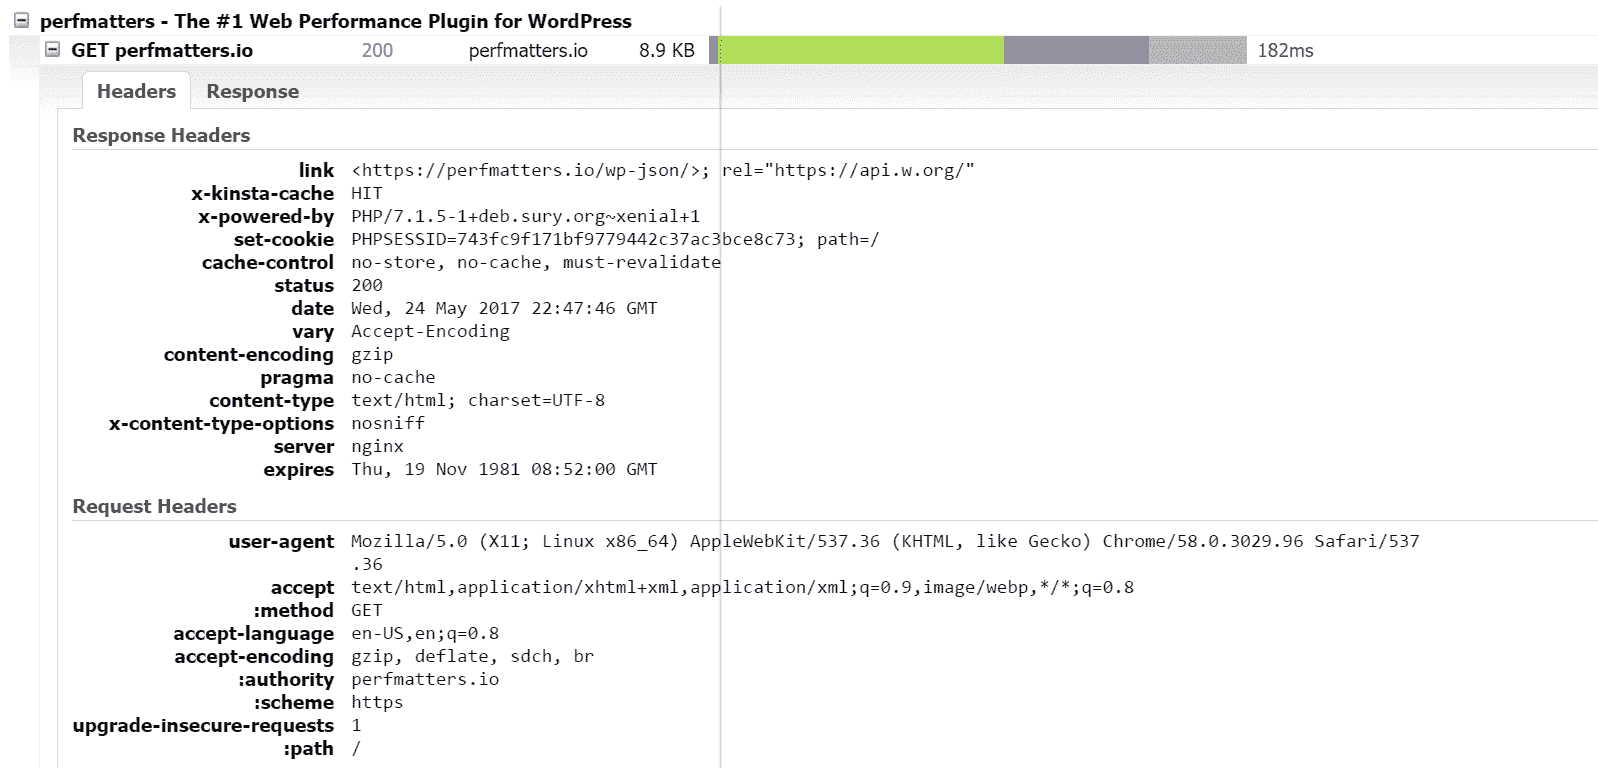 perfmatters - The #1 Web Performance Plugin for WordPress
GET perfmatters.io 200 perfmatters.io 8.9 KB 182ms
Headers Response
Response Headers
link <https://perfmatters.io/wp-json/>; rel="https://api.w.org/"
x-kinsta-cache HIT
x-powered-by PHP/7.1.5-1+deb.sury.org~xenial+1
set-cookie PHPSESSID=743fc9f171bf9779442c37ac3bce8c73; path=/
cache-control no-store, no-cache, must-revalidate
status 200
date Wed, 24 May 2017 22:47:46 GMT
vary Accept-Encoding
content-encoding gzip
pragma no-cache
content-type text/html; charset=UTF-8
x-content-type-options nosniff
server nginx
expires Thu, 19 Nov 1981 08:52:00 GMT
Request Headers
user-agent Mozilla/5.0 (X11; Linux x86_64) AppleWebKit/537.36 (KHTML, like Gecko) Chrome/58.0.3029.96 Safari/537
.36
accept text/html,application/xhtml+xml,application/xml;q=0.9,image/webp,*/*;q=0.8
:method GET
accept-language en-US,en;q=0.8
accept-encoding gzip, deflate, sdch, br
:authority perfmatters.io
:scheme https
upgrade-insecure-requests 1
:path /